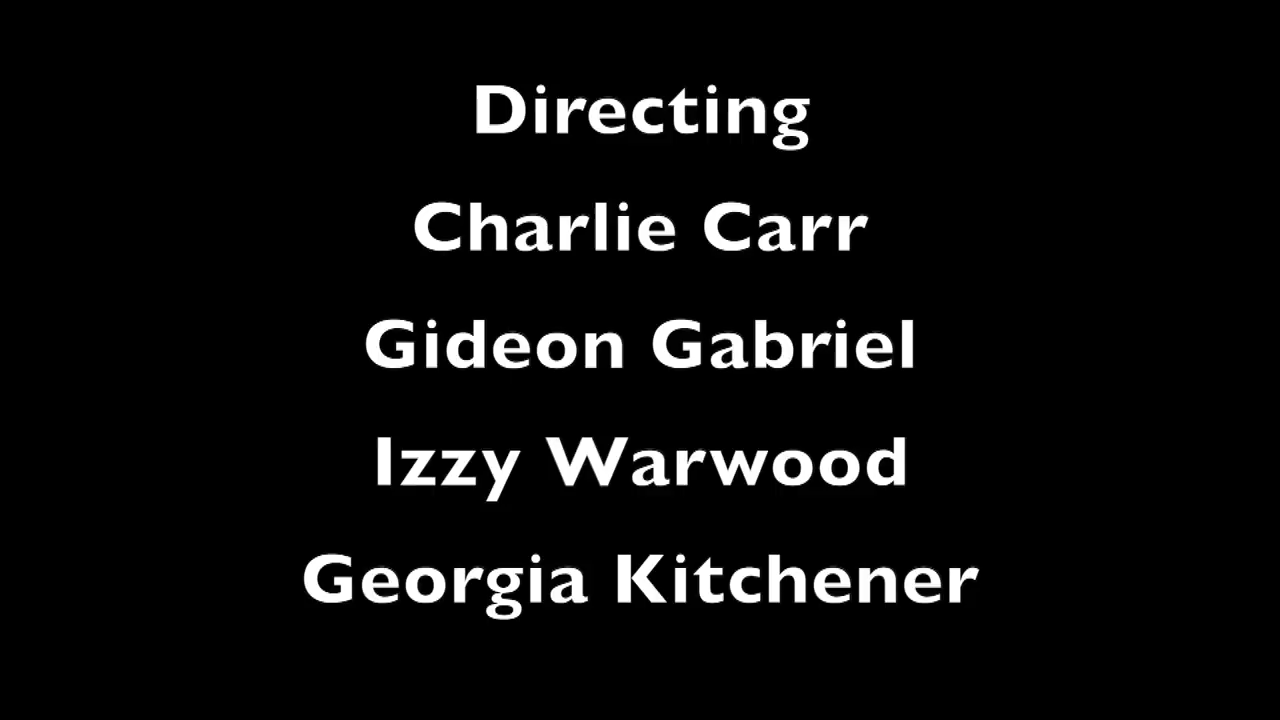 Directing
Charlie Carr
Gideon Gabriel
Izzy Warwood
Georgia Kitchener